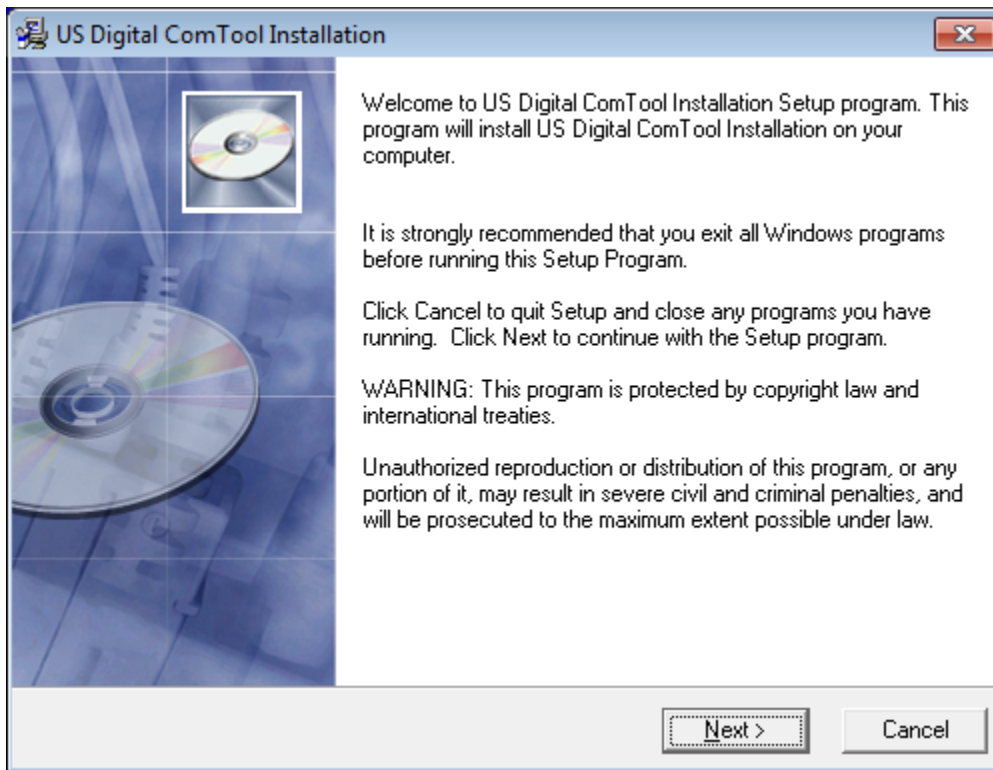 US Digital ComTool Installation
Welcome to US Digital ComTool Installation Setup program. This
program will install US Digital ComTool Installation on your
computer.
It is strongly recommended that you exit all Windows programs
before running this Setup Program.
Click Cancel to quit Setup and close any programs you have
running.  Click Next to continue with the Setup program.
WARNING: This program is protected by copyright law and
international treaties.
Unauthorized reproduction or distribution of this program, or any
portion of it, may result in severe civil and criminal penalties, and
will be prosecuted to the maximum extent possible under law.
Next >
Cancel